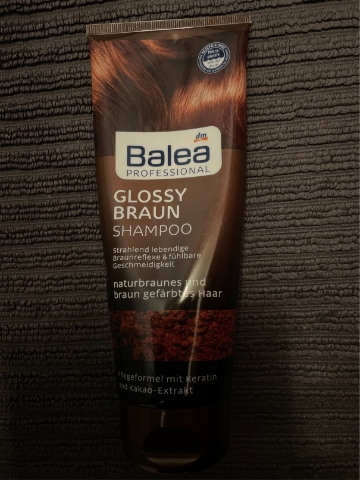 dm
Balea
PROFESSIONAL
GLOSSY
BRAUN
SHAMPOO
Strahlend lebendige
Braunreflexe & fühlbare
Geschmeidigkeit
naturbraunes und
braun gefärbtes Haar
Pflegeformel mit Keratin
und Kakao-Extrakt